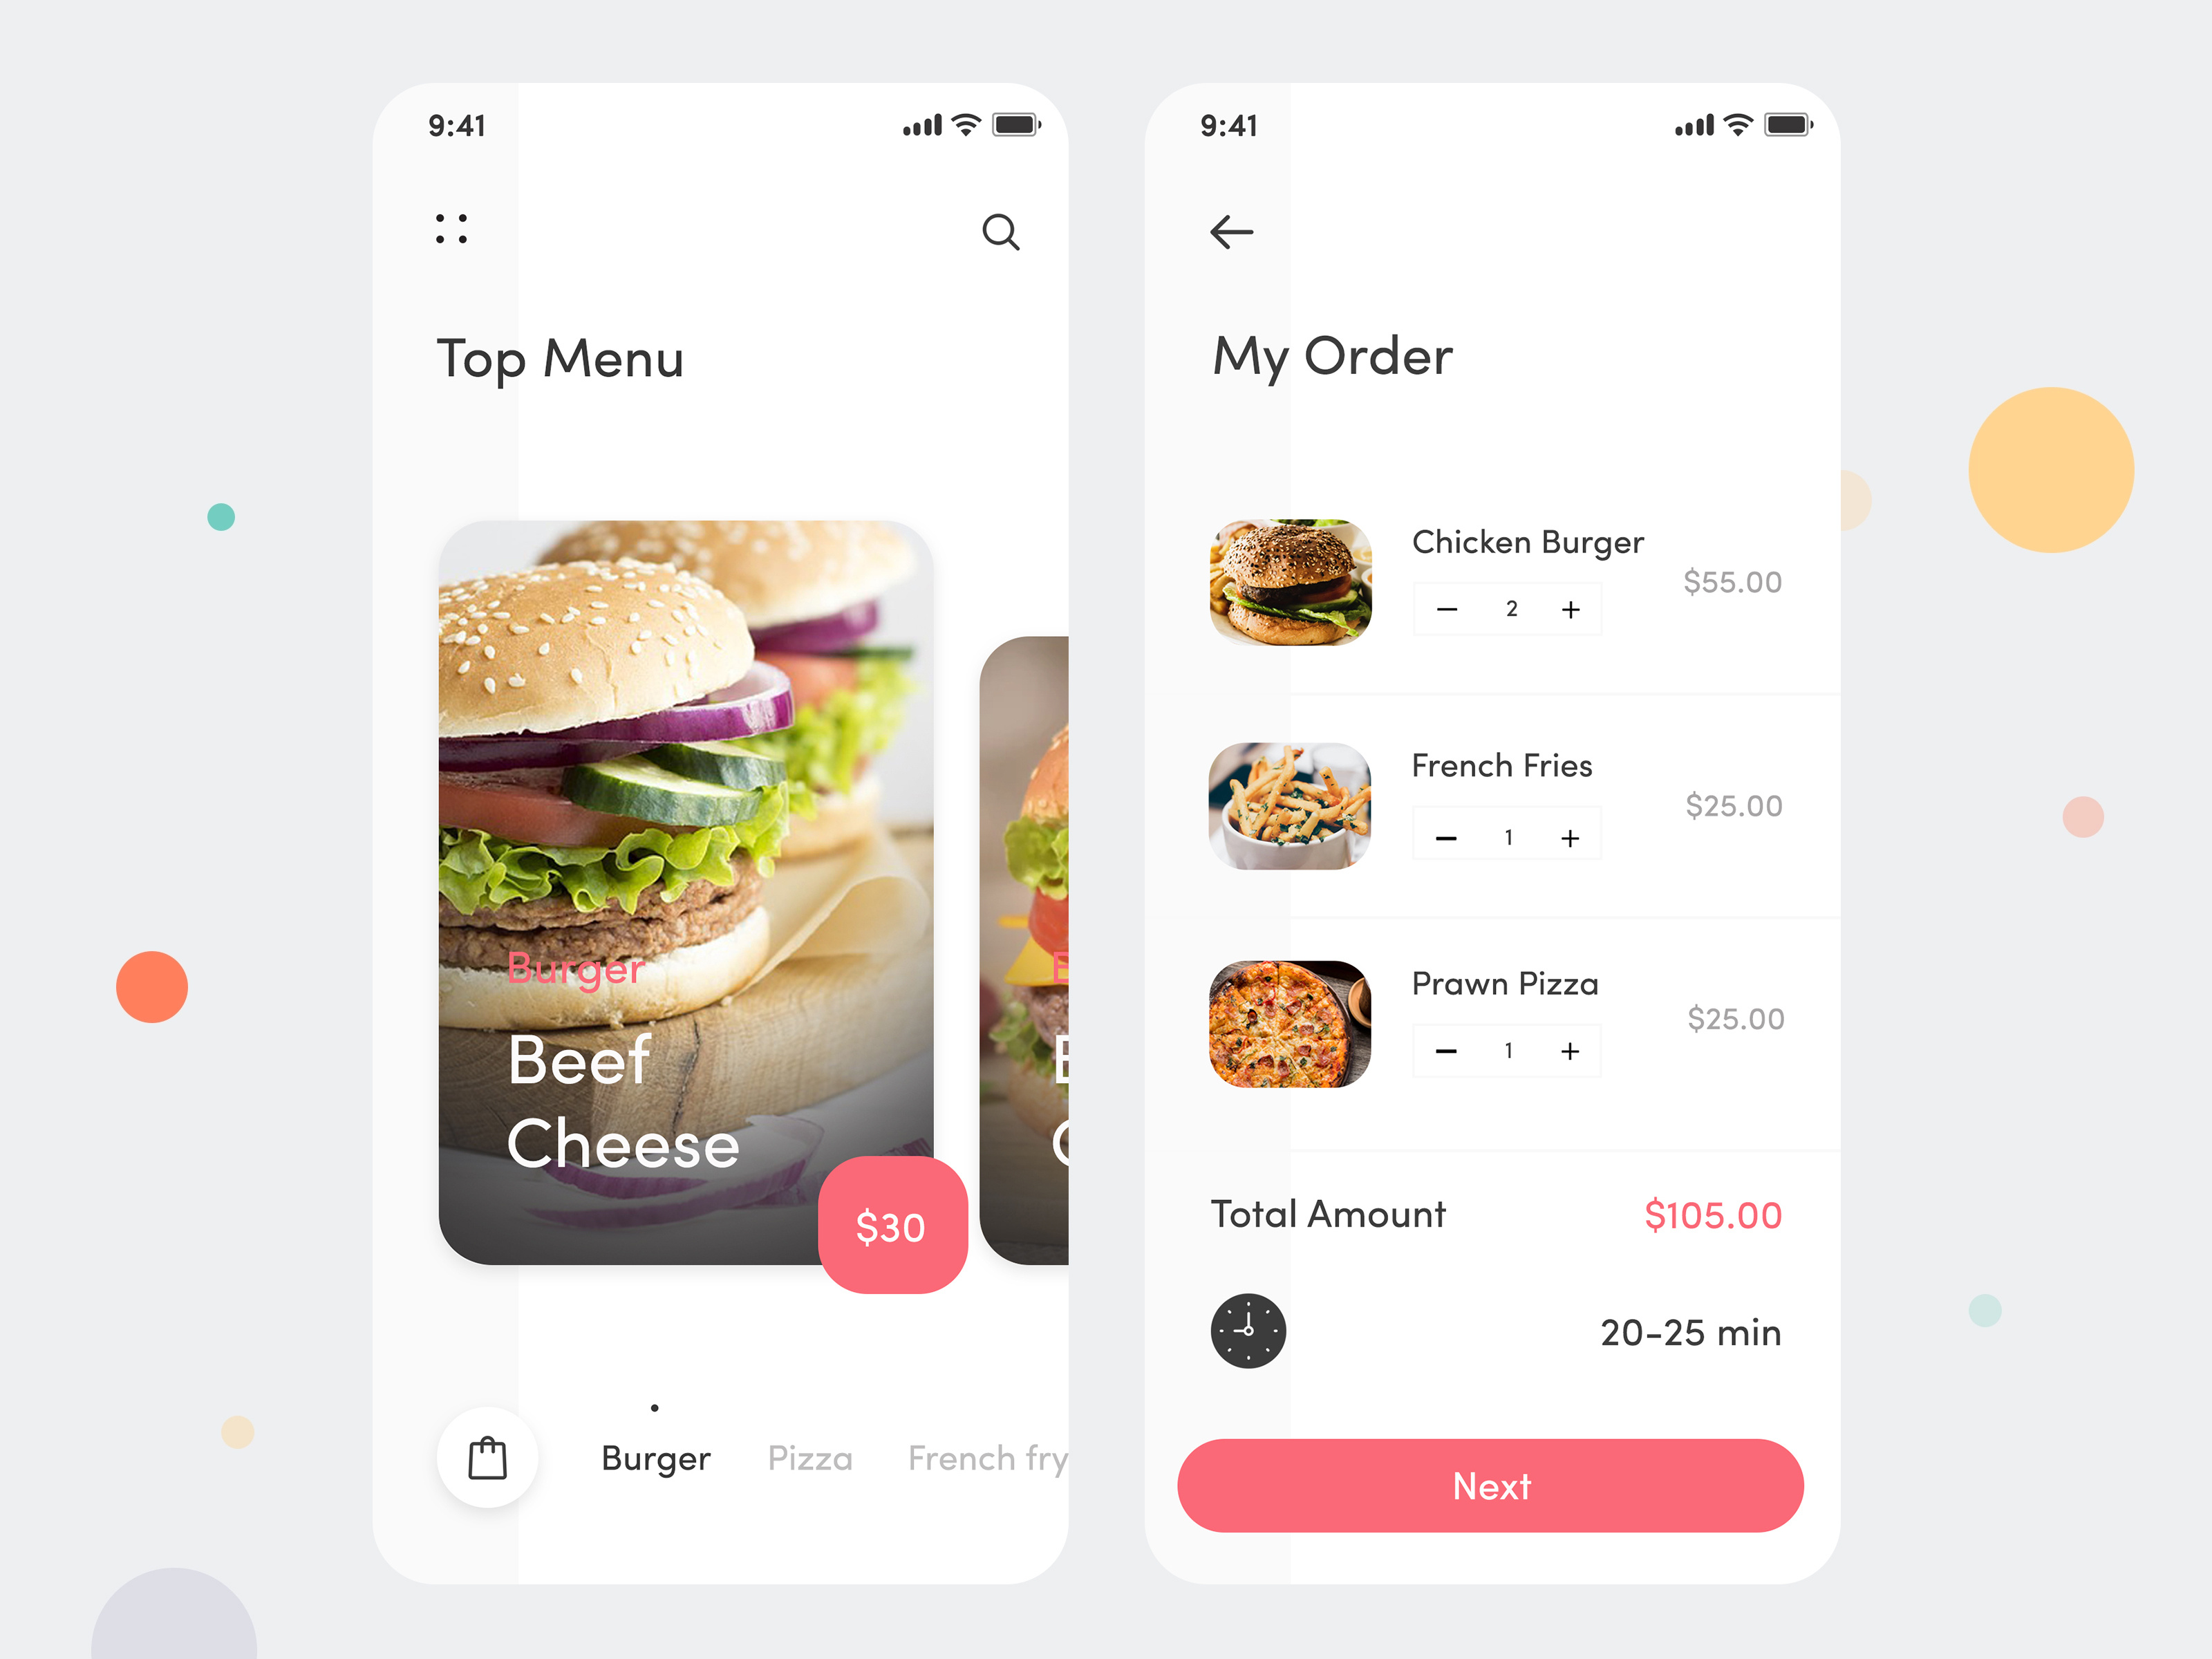 9:41
Top Menu
Burger
Beef
Cheese
$30
Burger Pizza French fry
9:41
My Order
Chicken Burger
$55.00
− 2 +
French Fries
$25.00
− 1 +
Prawn Pizza
$25.00
− 1 +
Total Amount $105.00
20-25 min
Next